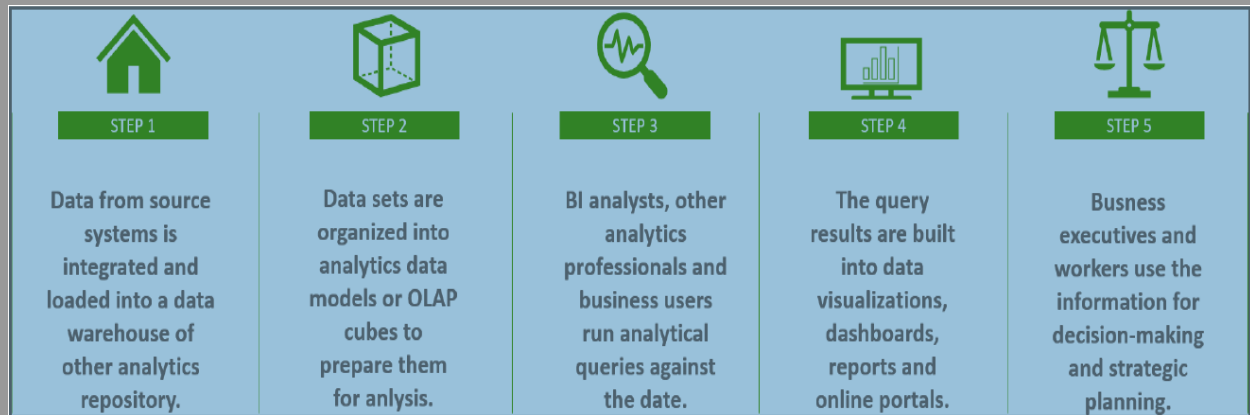 STEP 1
Data from source
systems is
integrated and
loaded into a data
warehouse of
other analytics
repository.
STEP 2
Data sets are
organized into
analytics data
models or OLAP
cubes to
prepare them
for anlysis.
STEP 3
BI analysts, other
analytics
professionals and
business users
run analytical
queries against
the date.
STEP 4
The query
results are built
into data
visualizations,
dashboards,
reports and
online portals.
STEP 5
Busness
executives and
workers use the
information for
decision-making
and strategic
planning.